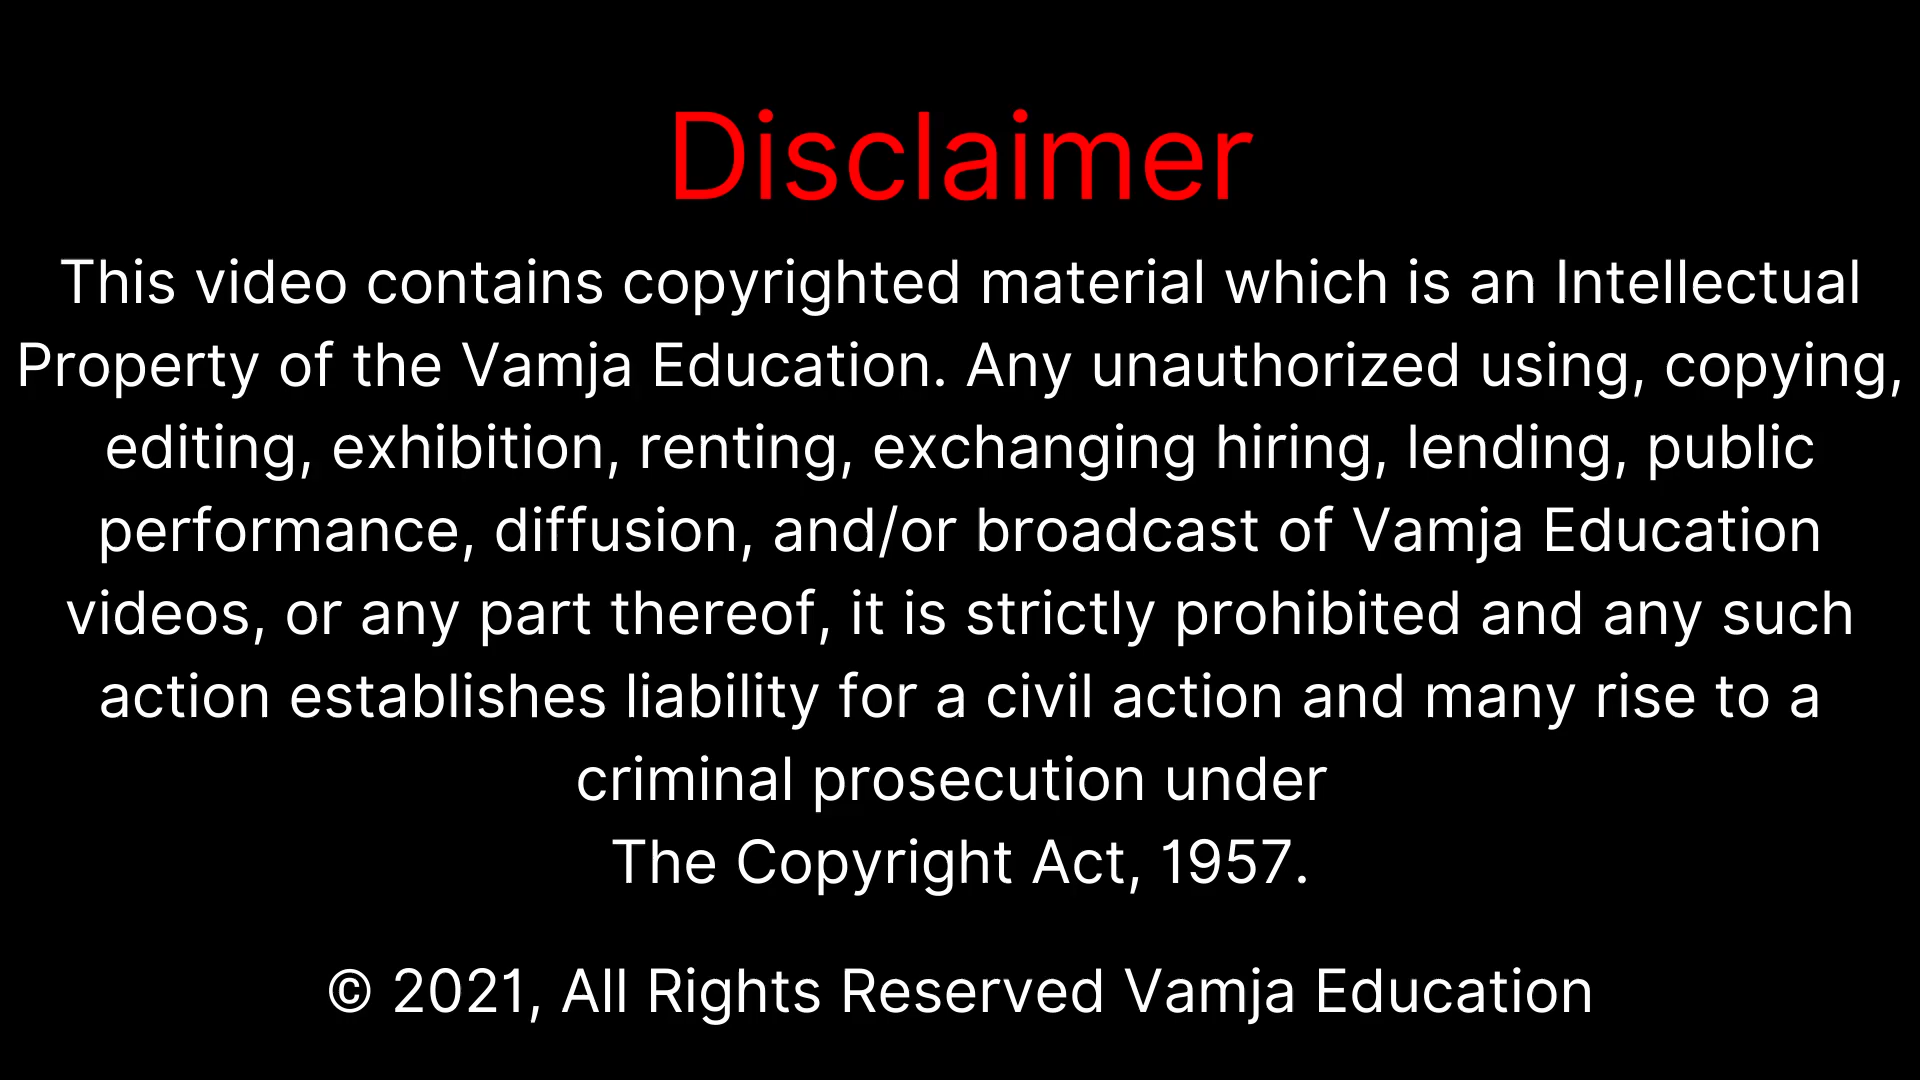 Disclaimer
This video contains copyrighted material which is an Intellectual
Property of the Vamja Education. Any unauthorized using, copying,
editing, exhibition, renting, exchanging hiring, lending, public
performance, diffusion, and/or broadcast of Vamja Education
videos, or any part thereof, it is strictly prohibited and any such
action establishes liability for a civil action and many rise to a
criminal prosecution under
The Copyright Act, 1957.
© 2021, All Rights Reserved Vamja Education